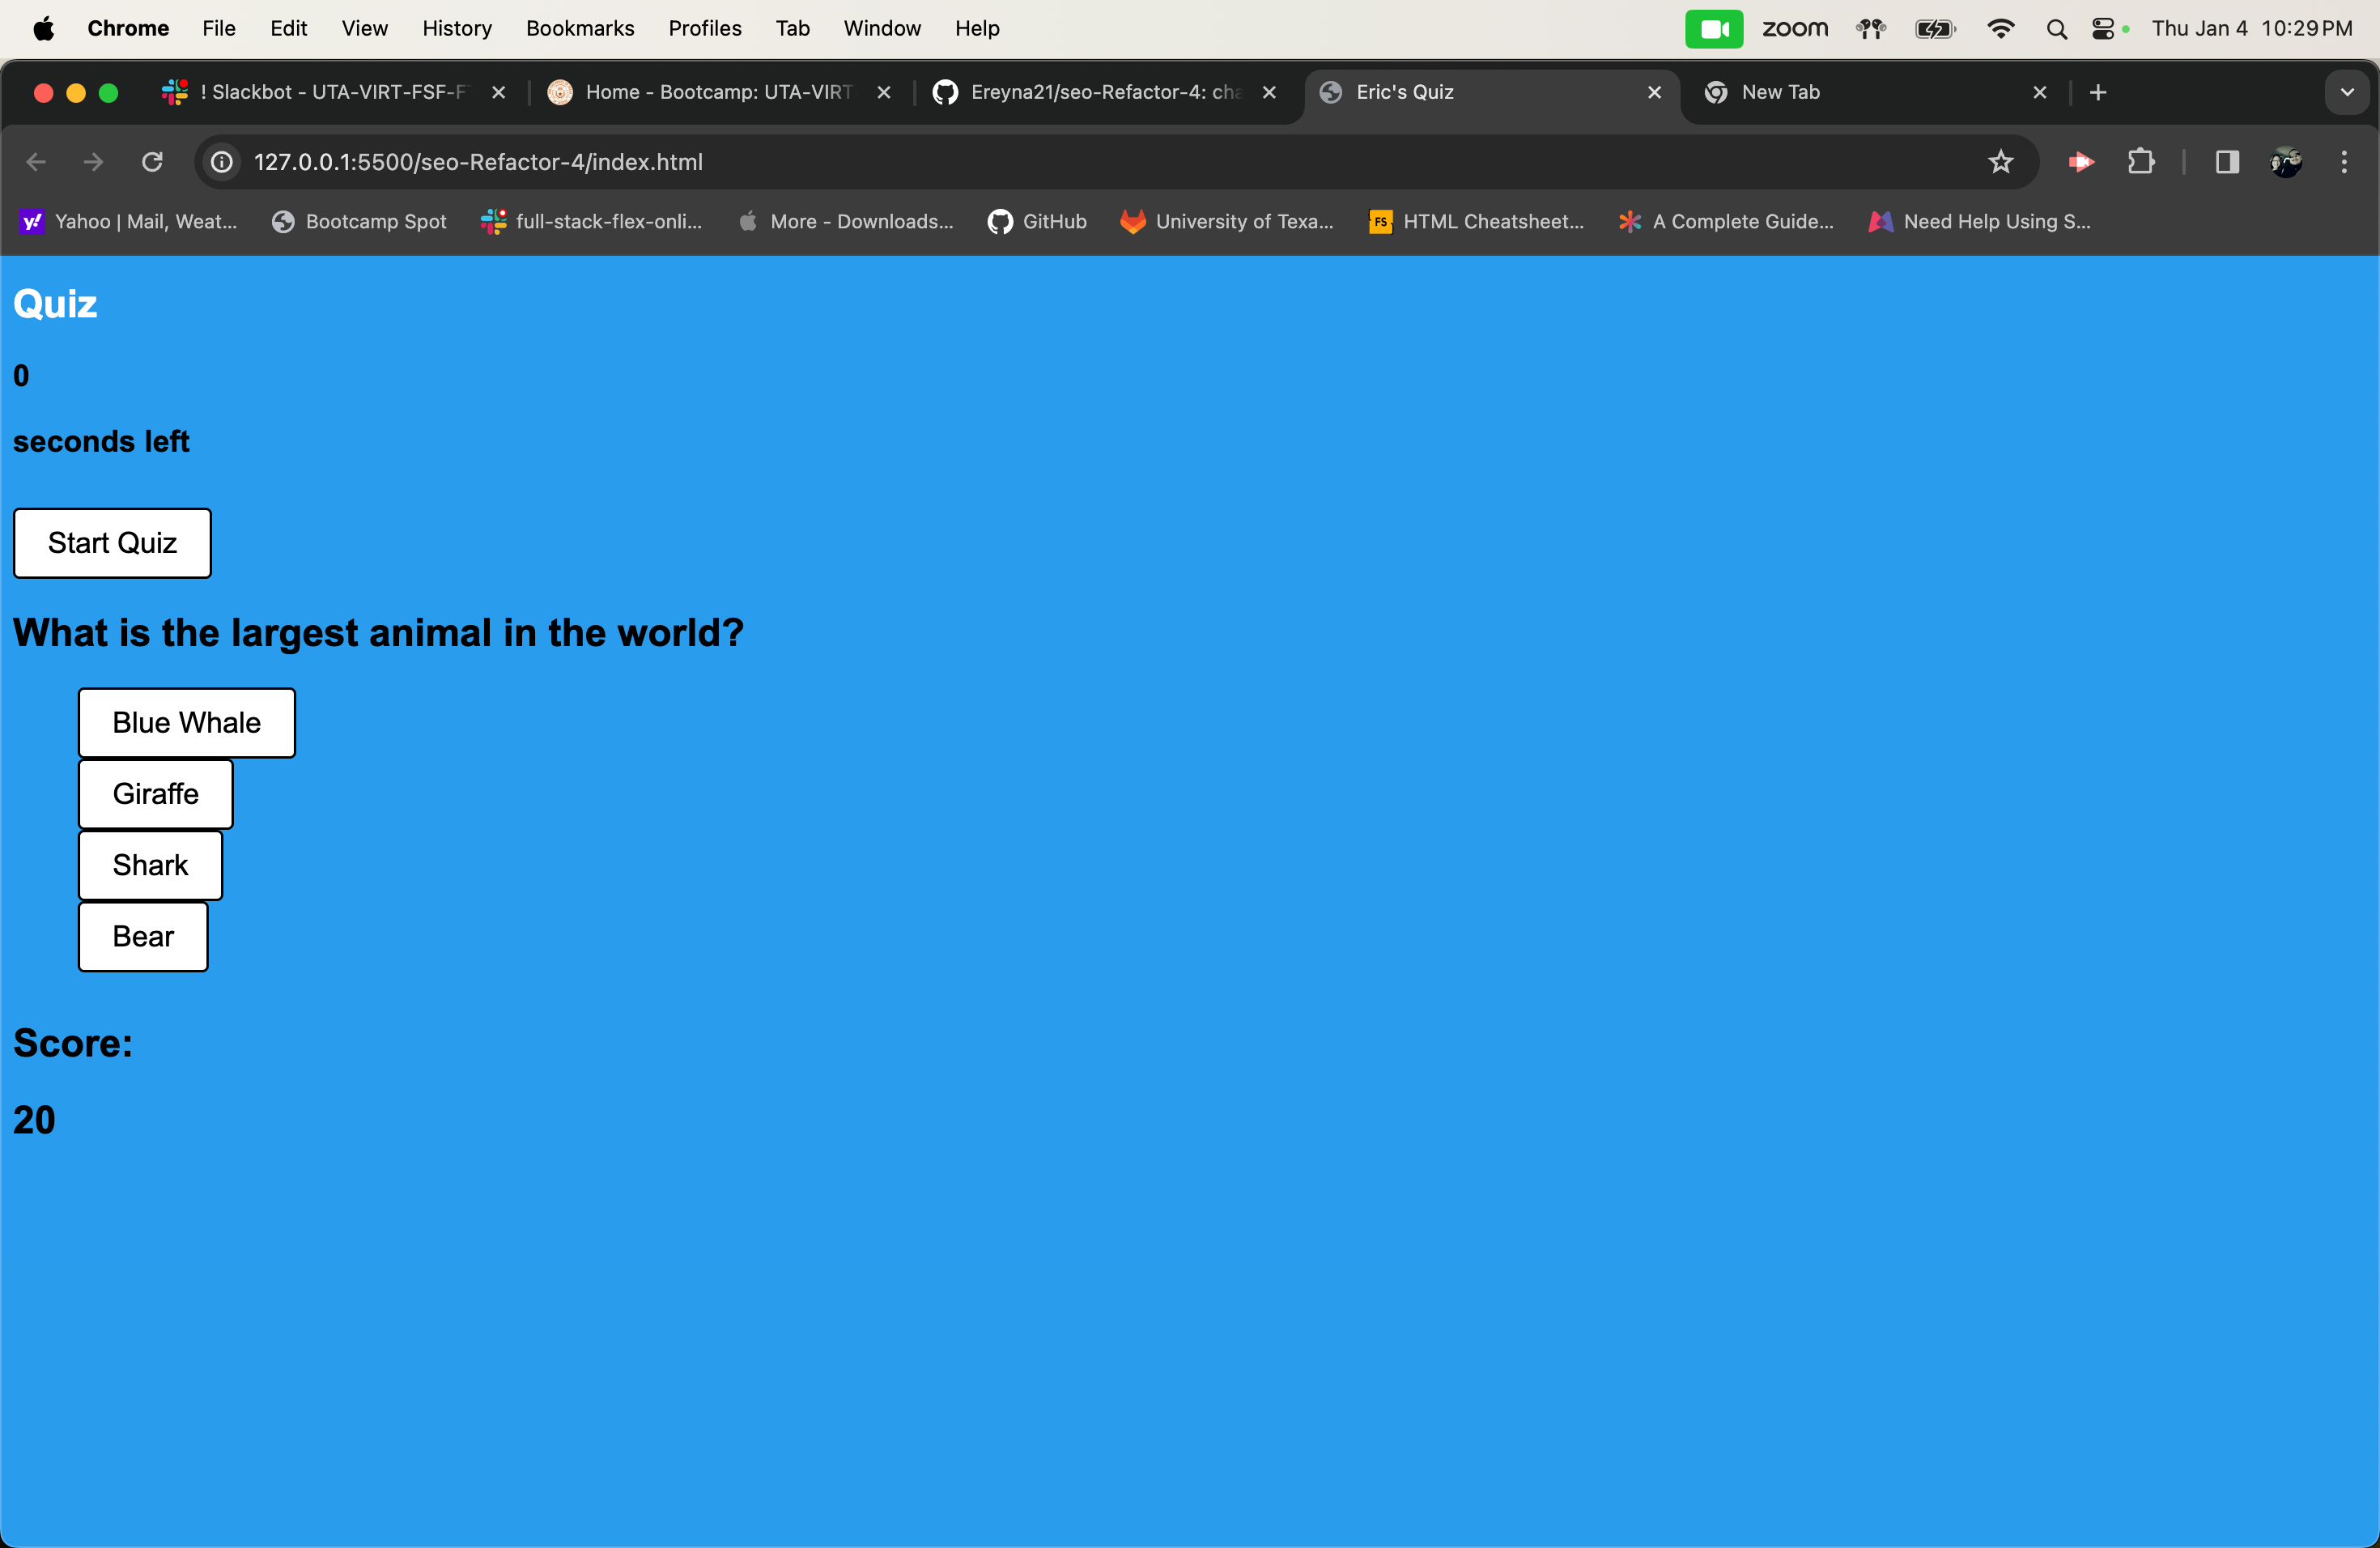 Chrome File Edit View History Bookmarks Profiles Tab Window Help zoom Thu Jan 4 10:29 PM
! Slackbot - UTA-VIRT-FSF-F Home - Bootcamp: UTA-VIRT Ereyna21/seo-Refactor-4: cha Eric's Quiz New Tab
127.0.0.1:5500/seo-Refactor-4/index.html
y! Yahoo | Mail, Weat... Bootcamp Spot full-stack-flex-onli... More - Downloads... GitHub University of Texa... FS HTML Cheatsheet... A Complete Guide... Need Help Using S...
Quiz
0
seconds left
Start Quiz
What is the largest animal in the world?
Blue Whale
Giraffe
Shark
Bear
Score:
20